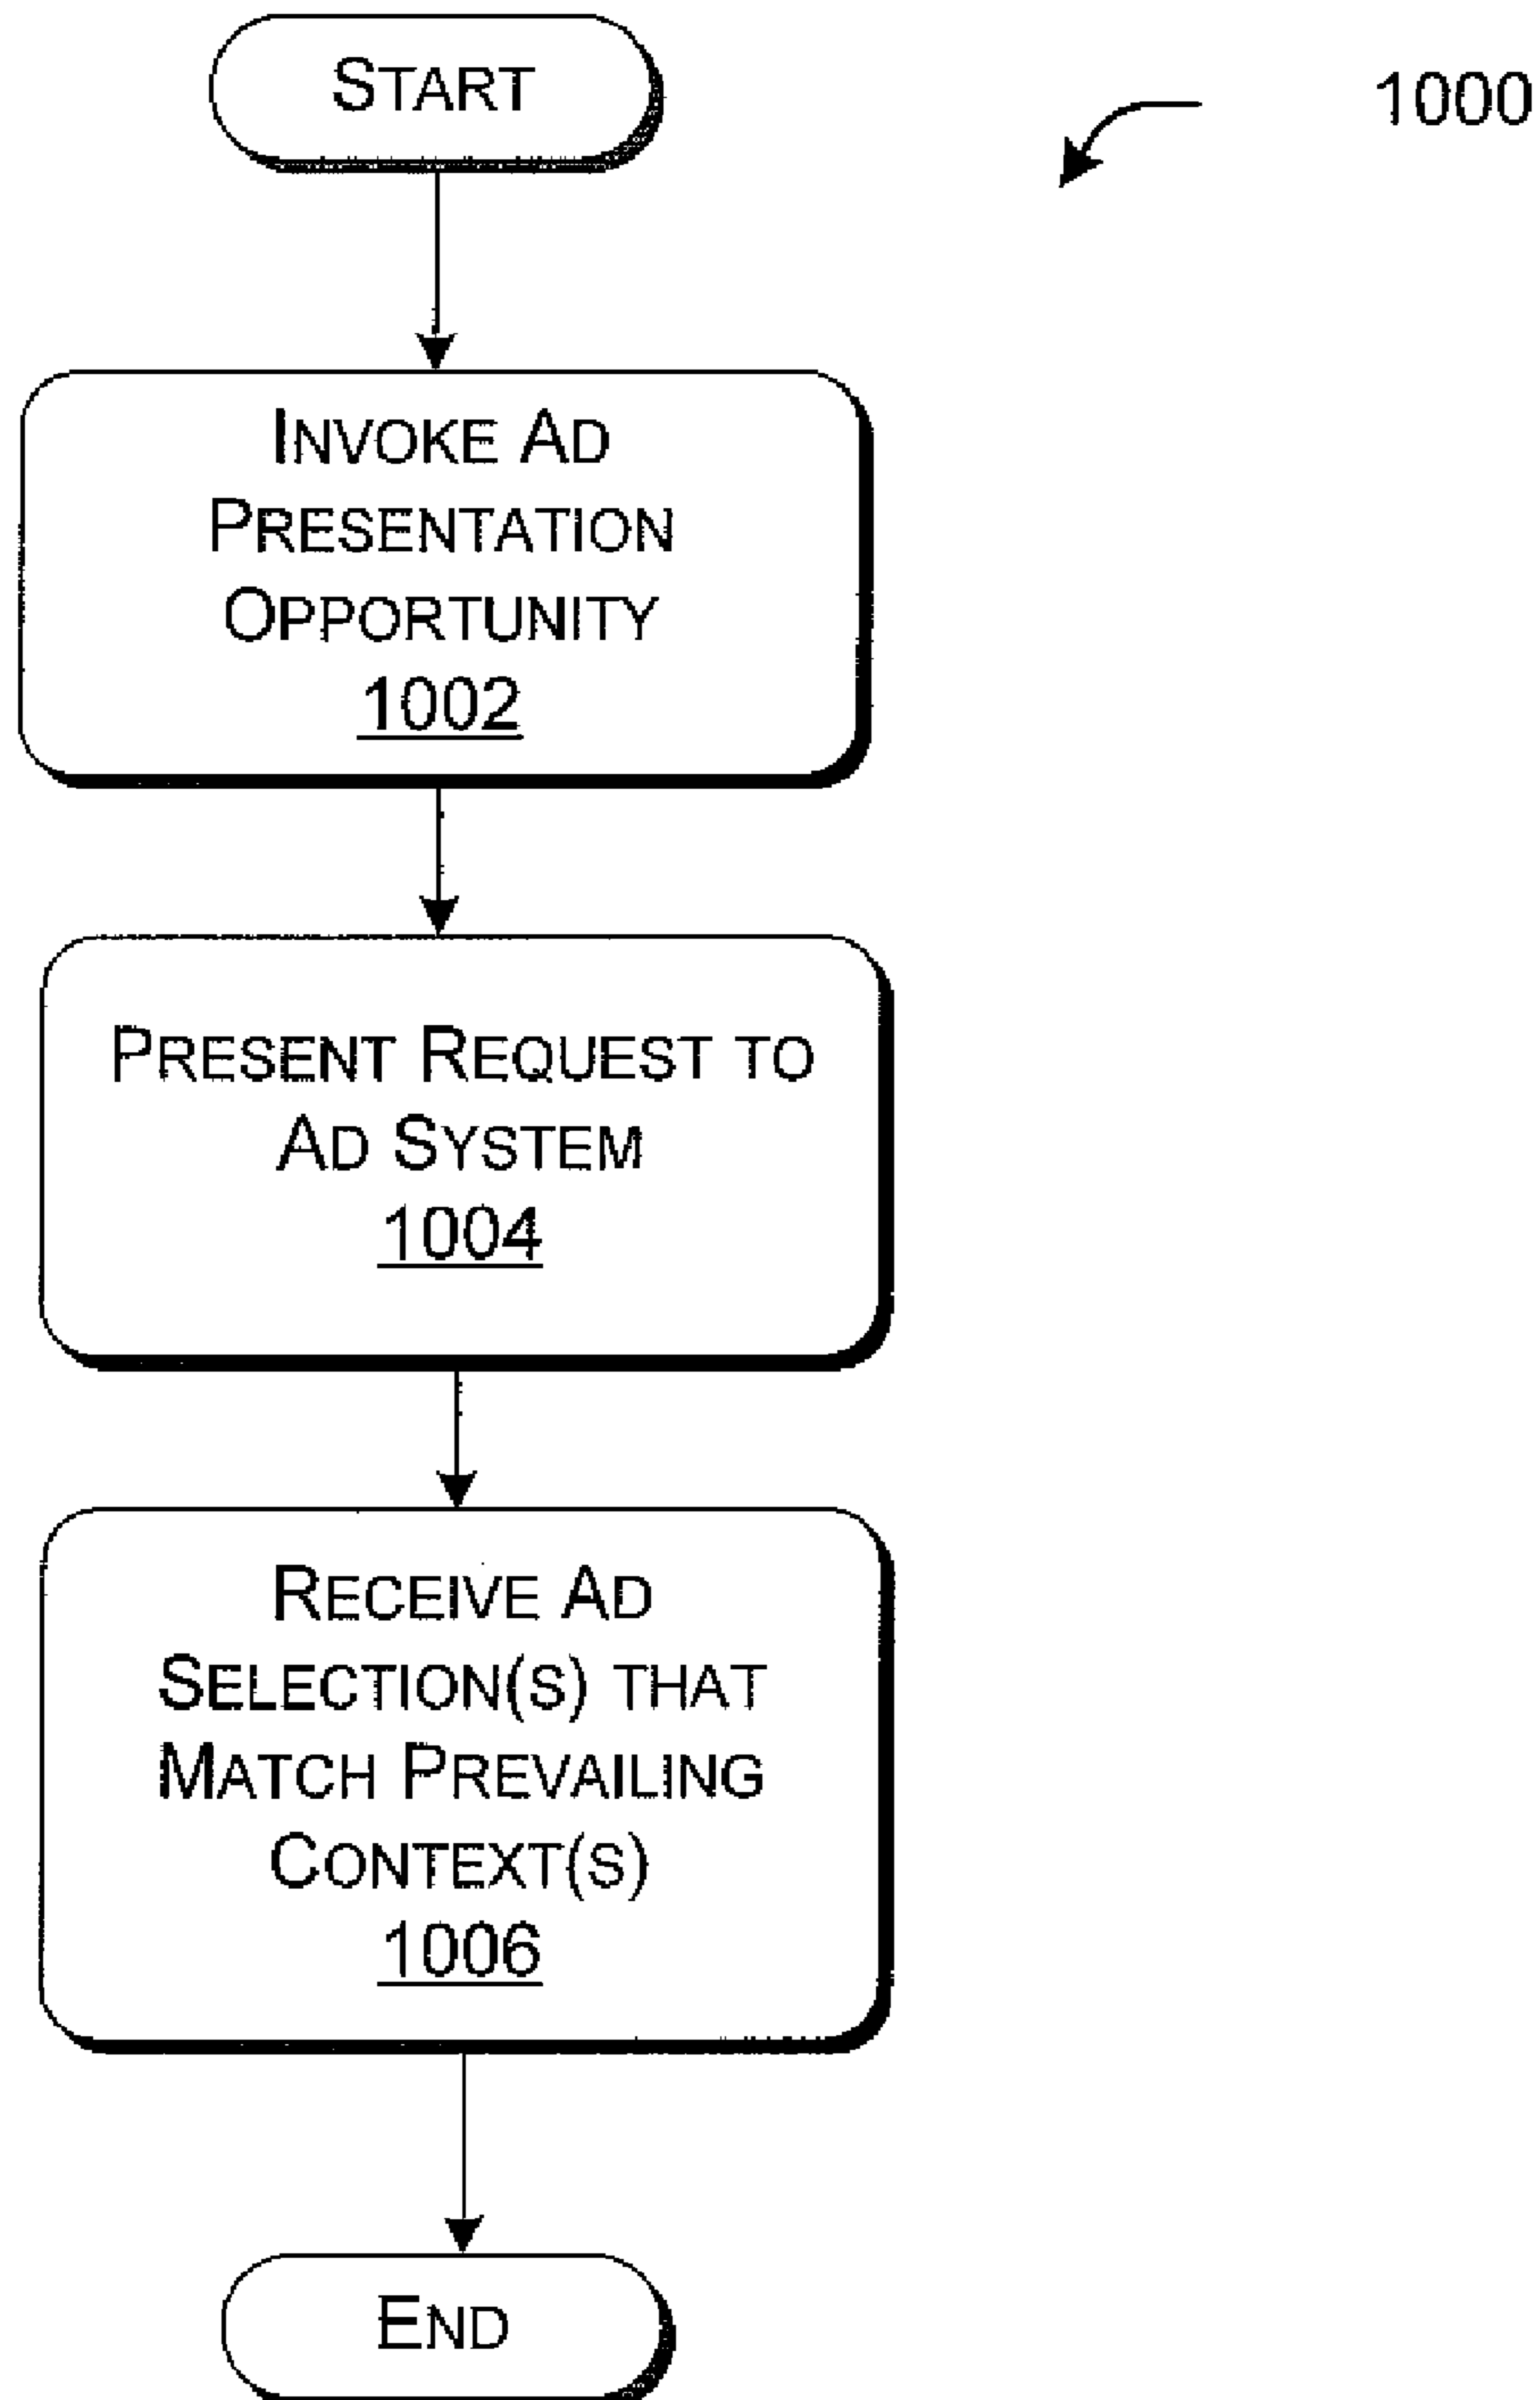 START
1000
INVOKE AD
PRESENTATION
OPPORTUNITY
1002
PRESENT REQUEST TO
AD SYSTEM
1004
RECEIVE AD
SELECTION(S) THAT
MATCH PREVAILING
CONTEXT(S)
1006
END